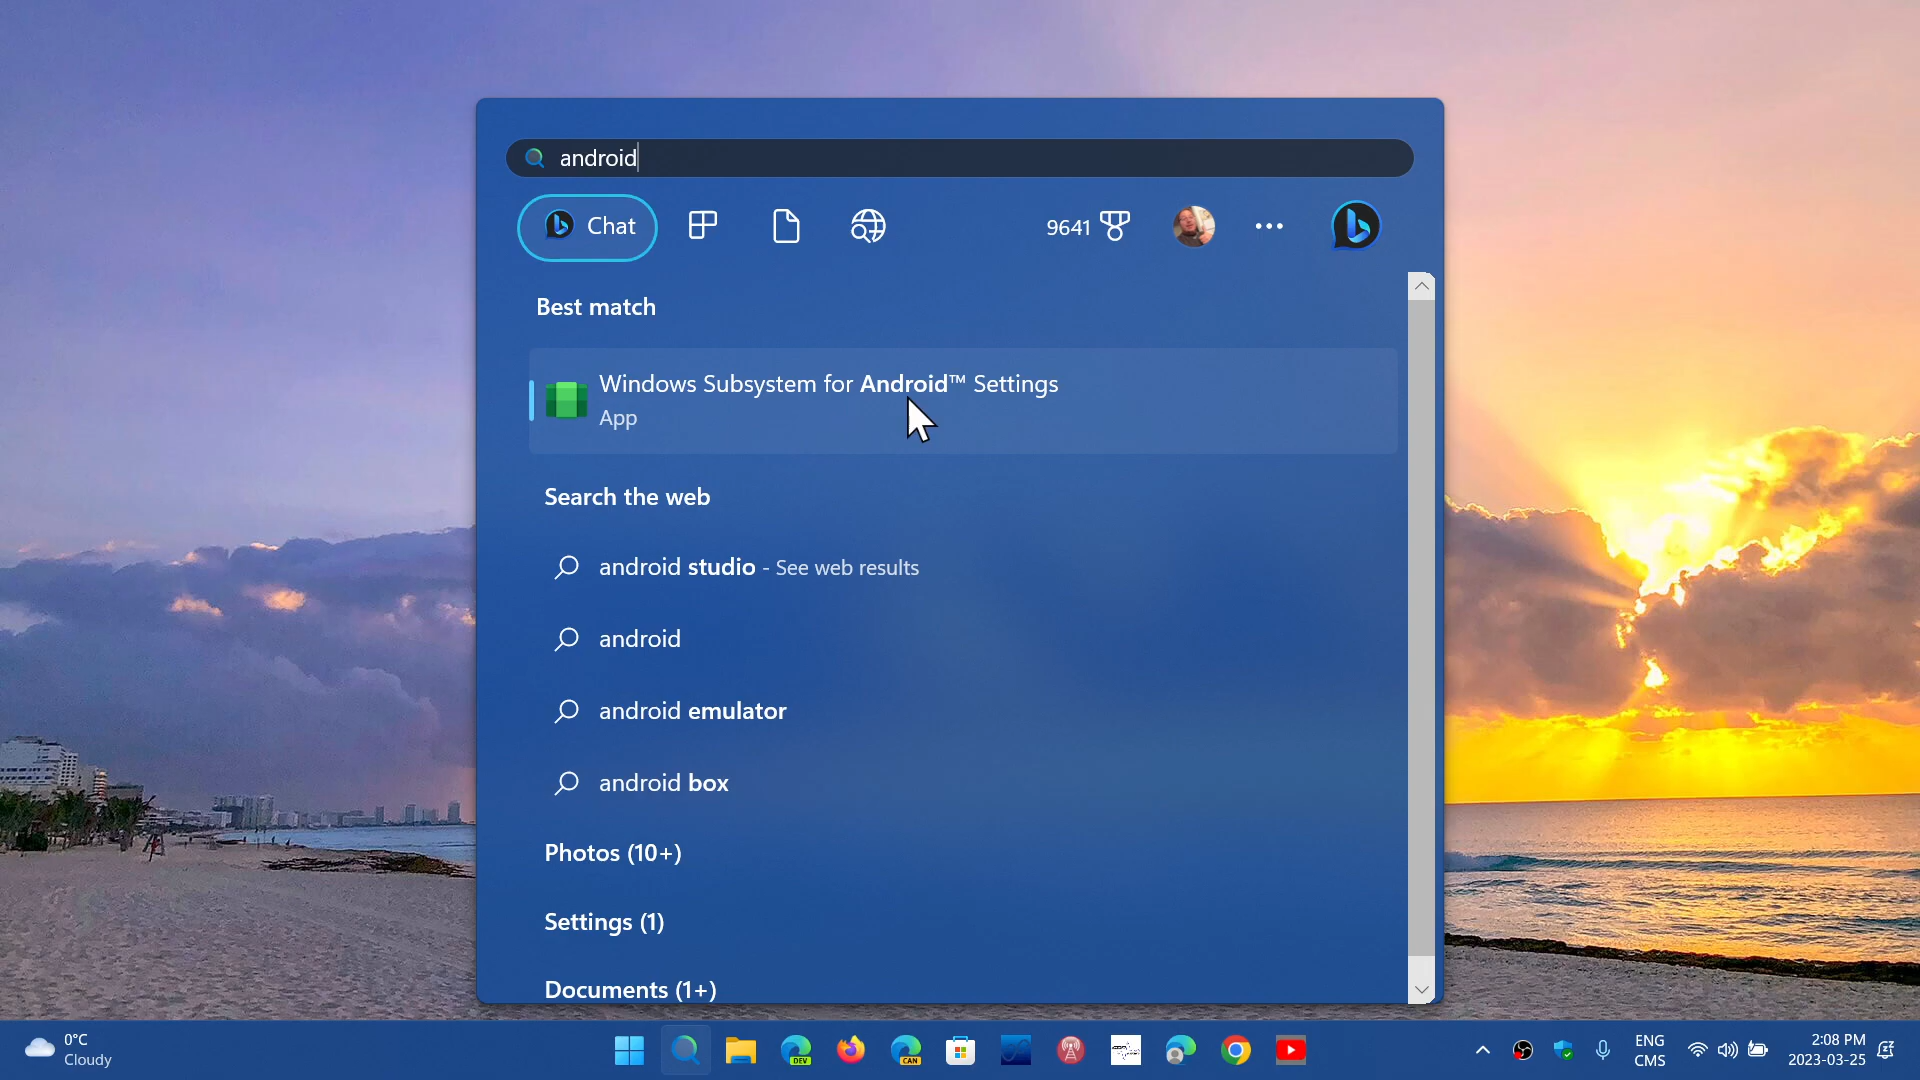 android
Chat
9641
Best match
Windows Subsystem for Android™ Settings
App
Search the web
android studio - See web results
android
android emulator
android box
Photos (10+)
Settings (1)
Documents (1+)
0°C
Cloudy
DEV
CAN
ENG
CMS
2:08 PM
2023-03-25